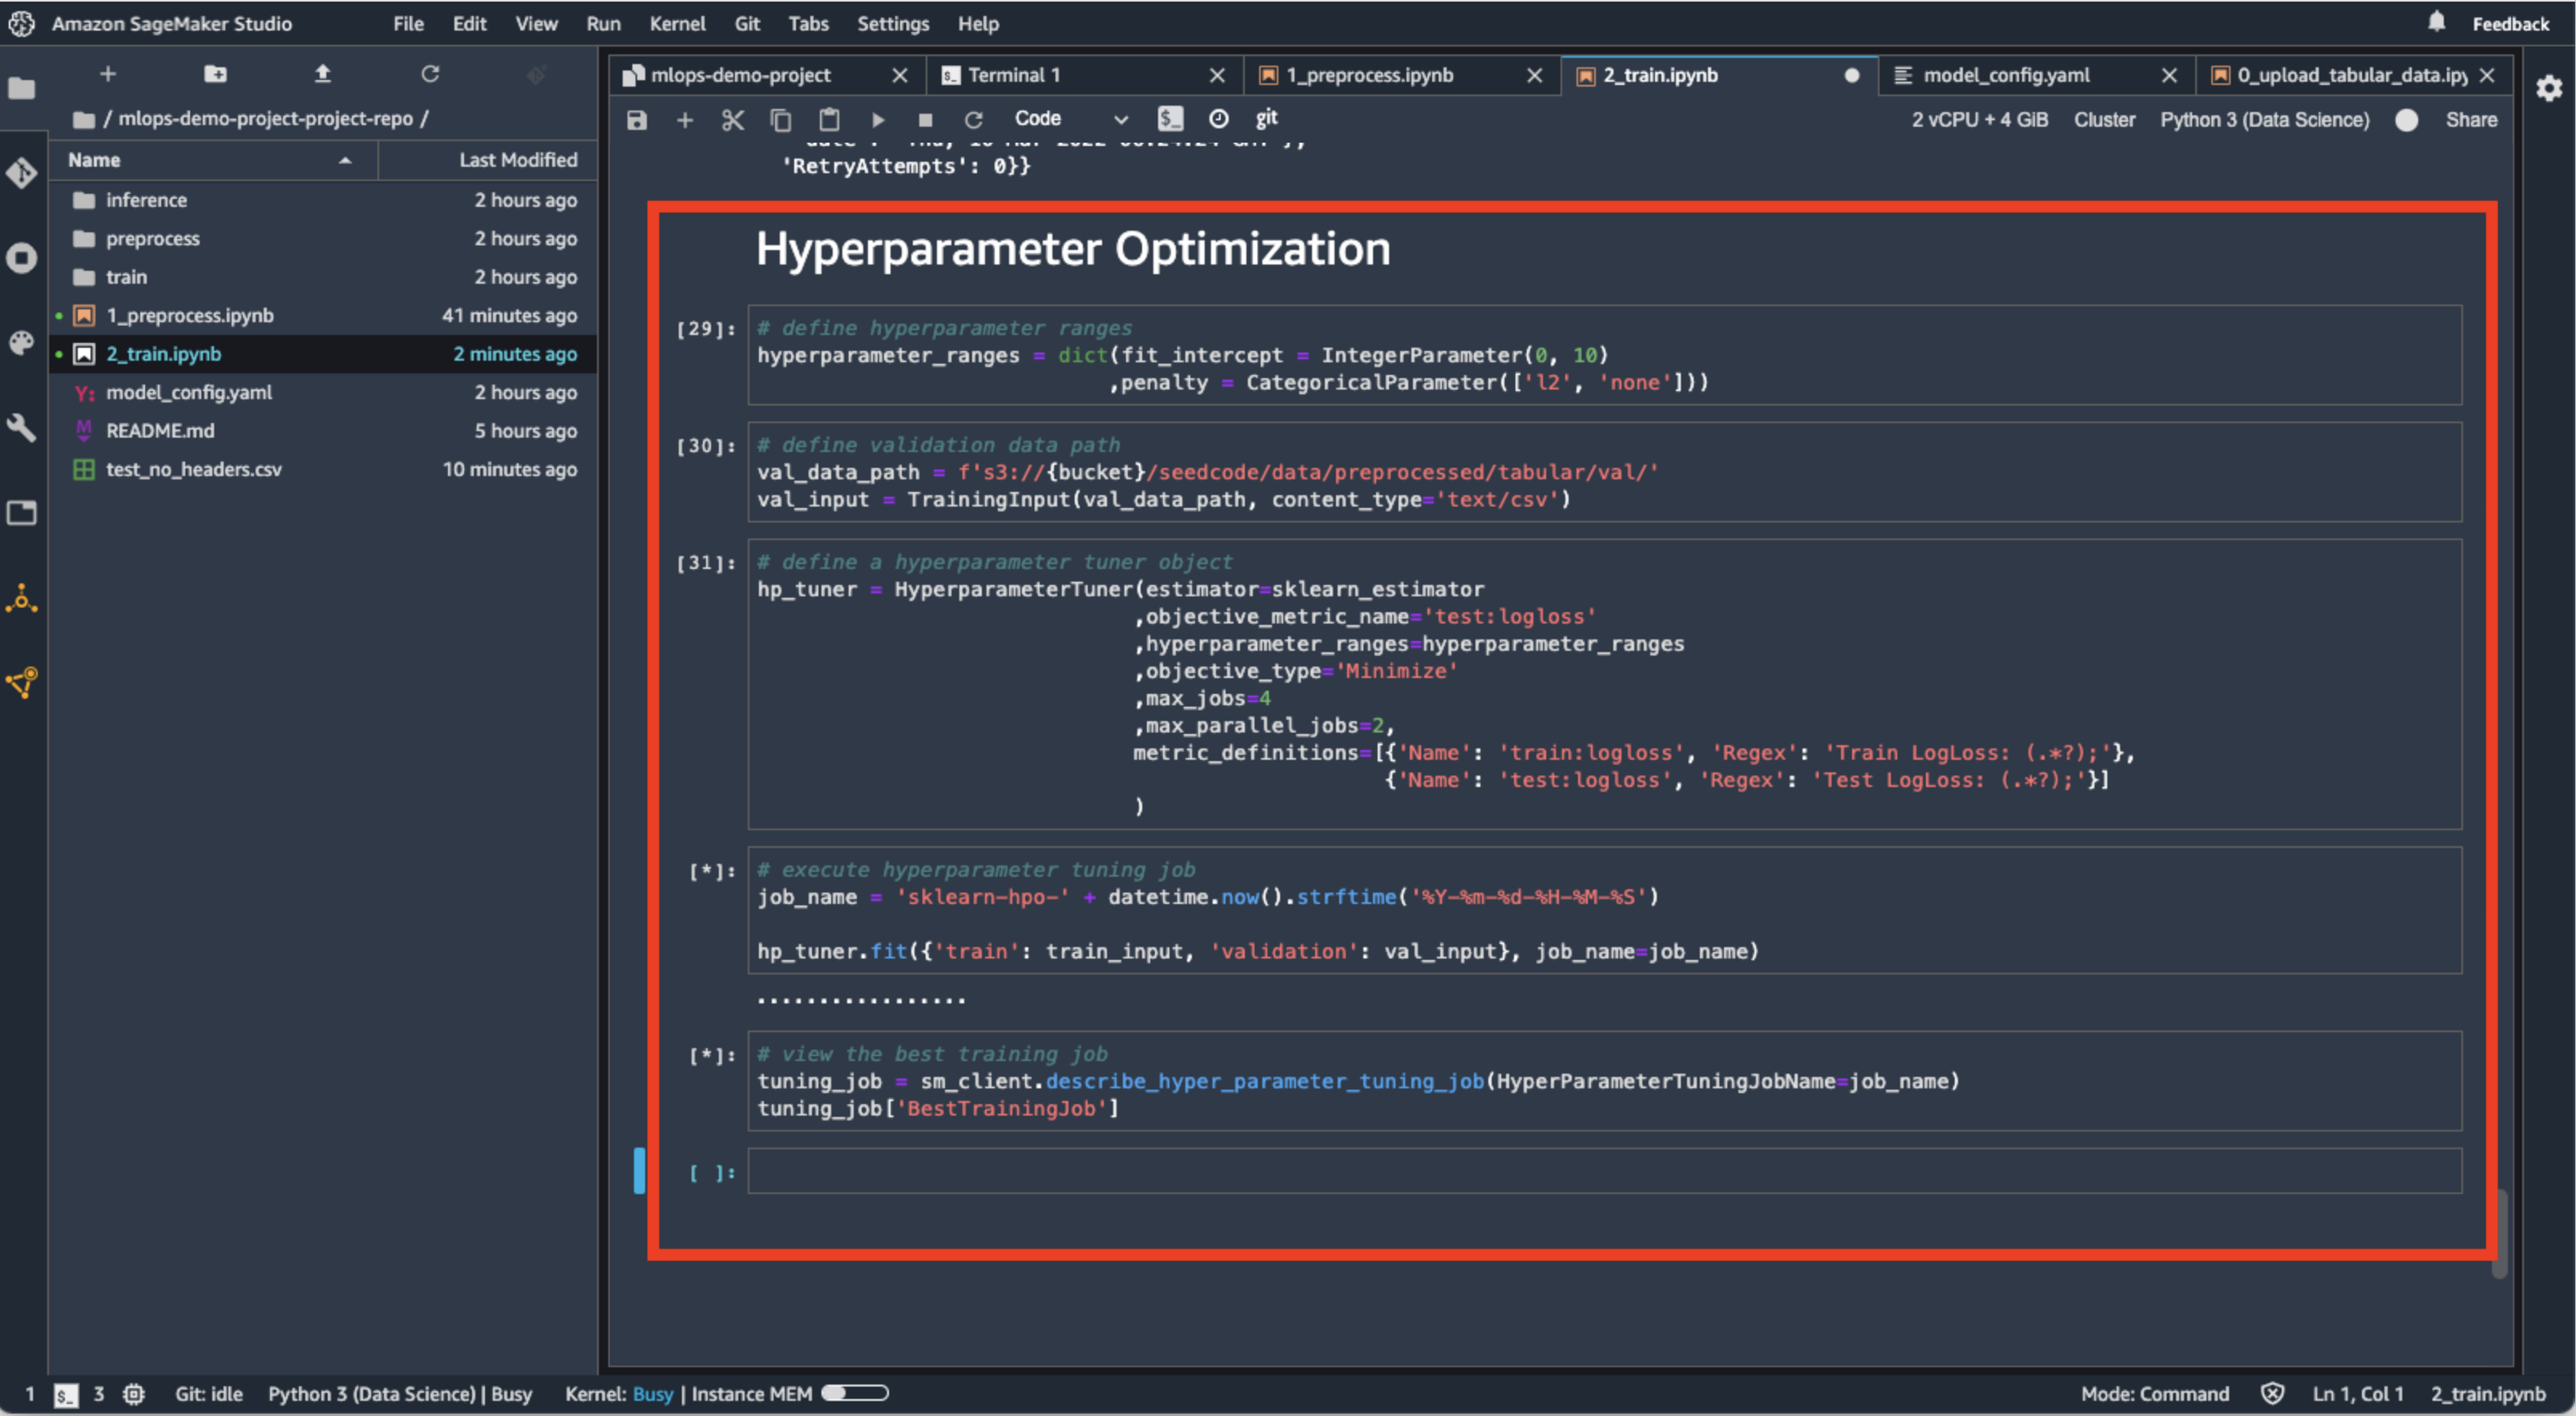 Amazon SageMaker Studio File Edit View Run Kernel Git Tabs Settings Help Feedback
mlops-demo-project Terminal 1 1_preprocess.ipynb 2_train.ipynb model_config.yaml 0_upload_tabular_data.ipy
/ mlops-demo-project-project-repo /
Code git 2 vCPU + 4 GiB Cluster Python 3 (Data Science) Share
Name Last Modified
inference 2 hours ago
preprocess 2 hours ago
train 2 hours ago
1_preprocess.ipynb 41 minutes ago
2_train.ipynb 2 minutes ago
model_config.yaml 2 hours ago
README.md 5 hours ago
test_no_headers.csv 10 minutes ago
'RetryAttempts': 0}}
Hyperparameter Optimization
[29]: # define hyperparameter ranges
hyperparameter_ranges = dict(fit_intercept = IntegerParameter(0, 10)
,penalty = CategoricalParameter(['l2', 'none']))
[30]: # define validation data path
val_data_path = f's3://{bucket}/seedcode/data/preprocessed/tabular/val/'
val_input = TrainingInput(val_data_path, content_type='text/csv')
[31]: # define a hyperparameter tuner object
hp_tuner = HyperparameterTuner(estimator=sklearn_estimator
,objective_metric_name='test:logloss'
,hyperparameter_ranges=hyperparameter_ranges
,objective_type='Minimize'
,max_jobs=4
,max_parallel_jobs=2,
metric_definitions=[{'Name': 'train:logloss', 'Regex': 'Train LogLoss: (.*?);'},
{'Name': 'test:logloss', 'Regex': 'Test LogLoss: (.*?);'}]
)
[*]: # execute hyperparameter tuning job
job_name = 'sklearn-hpo-' + datetime.now().strftime('%Y-%m-%d-%H-%M-%S')
hp_tuner.fit({'train': train_input, 'validation': val_input}, job_name=job_name)
.................
[*]: # view the best training job
tuning_job = sm_client.describe_hyper_parameter_tuning_job(HyperParameterTuningJobName=job_name)
tuning_job['BestTrainingJob']
[ ]:
1 $_ 3 Git: idle Python 3 (Data Science) | Busy Kernel: Busy | Instance MEM Mode: Command Ln 1, Col 1 2_train.ipynb